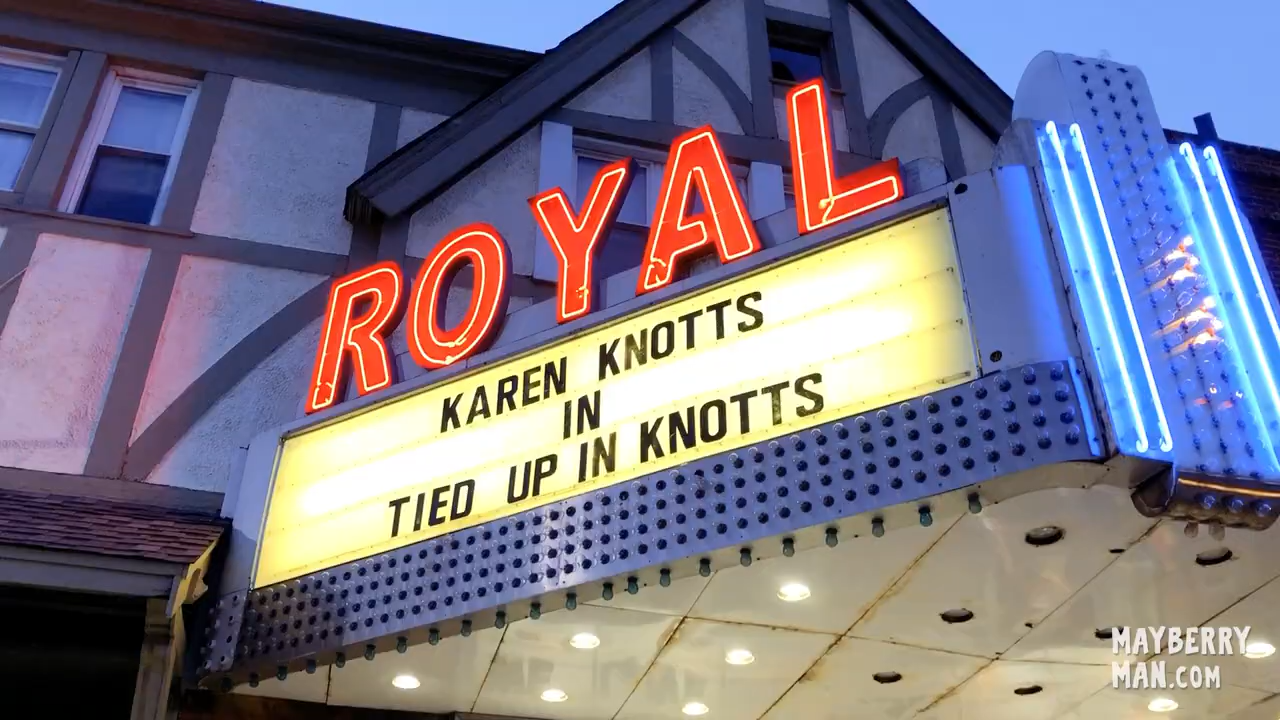 ROYAL
KAREN KNOTTS
IN
TIED UP IN KNOTTS
MAYBERRY
MAN.COM